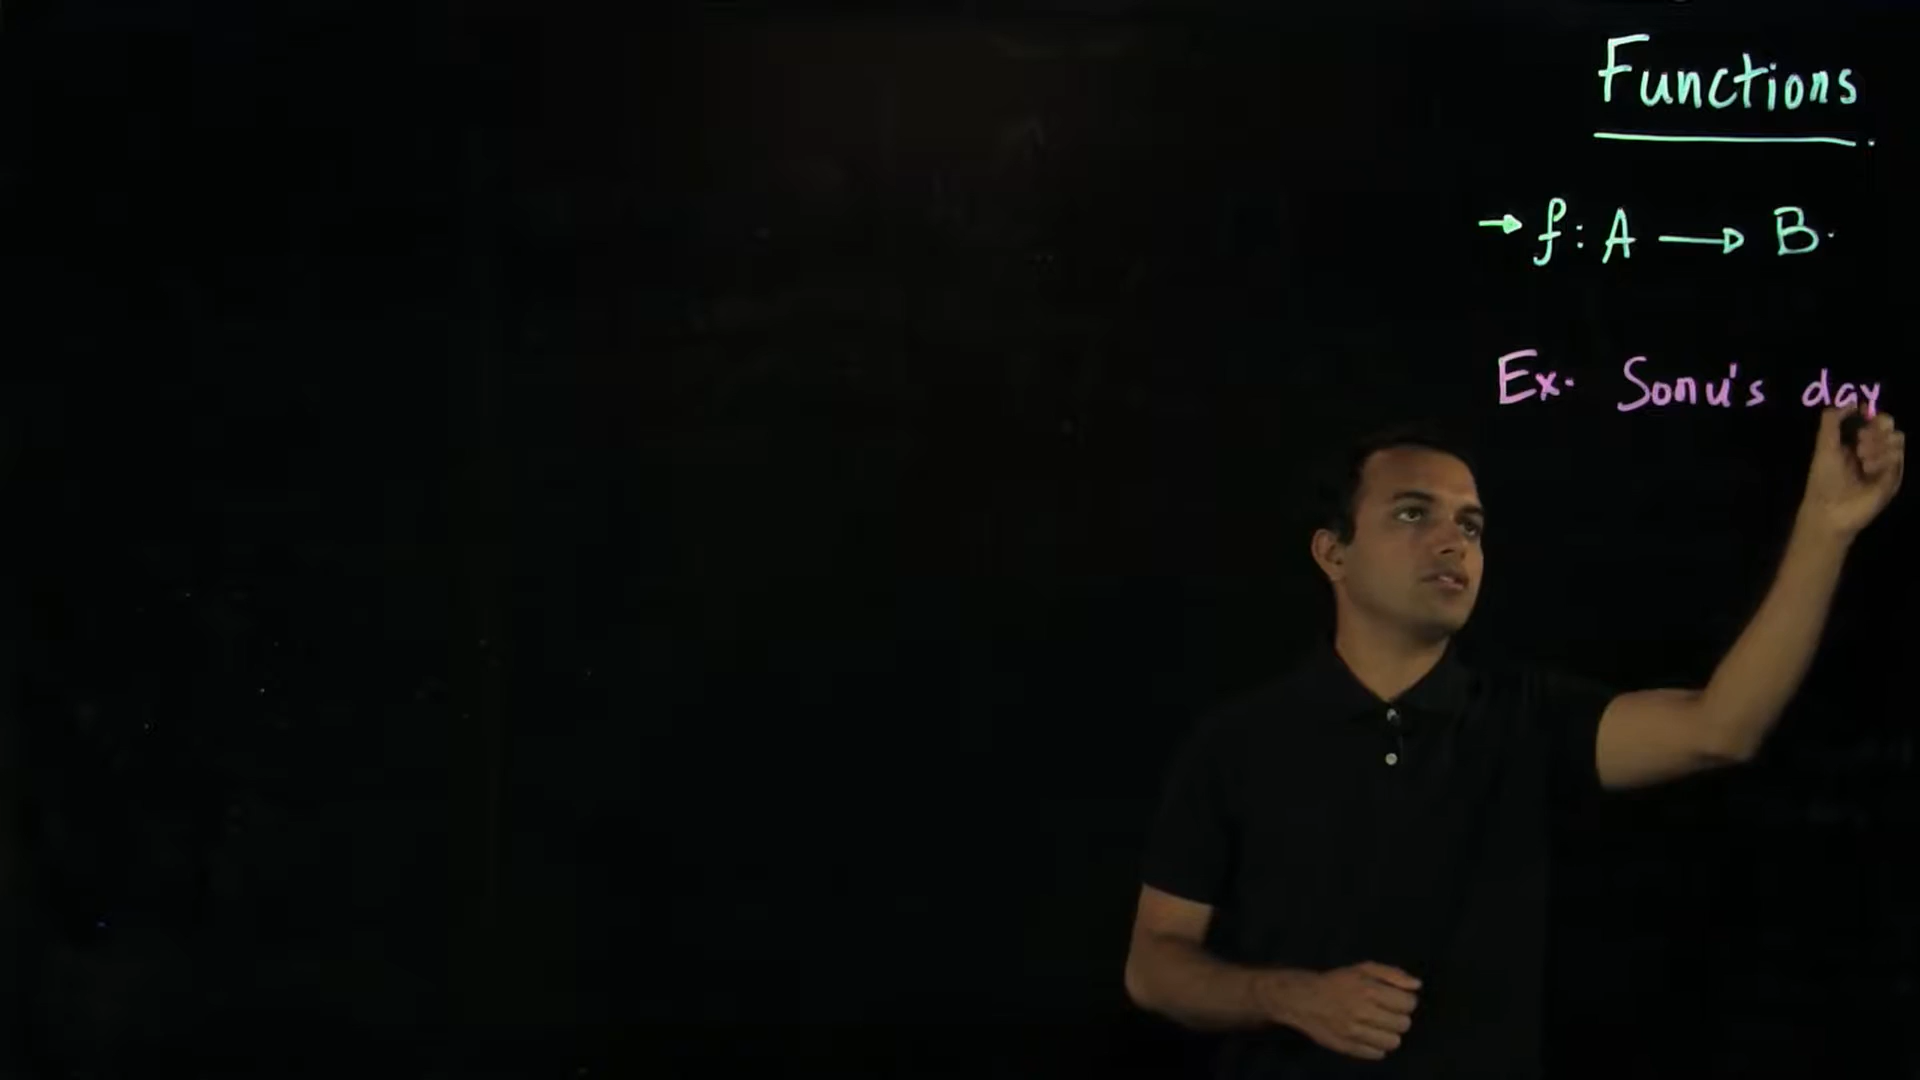 Functions
→ f: A → B.
Ex. Sonu's day